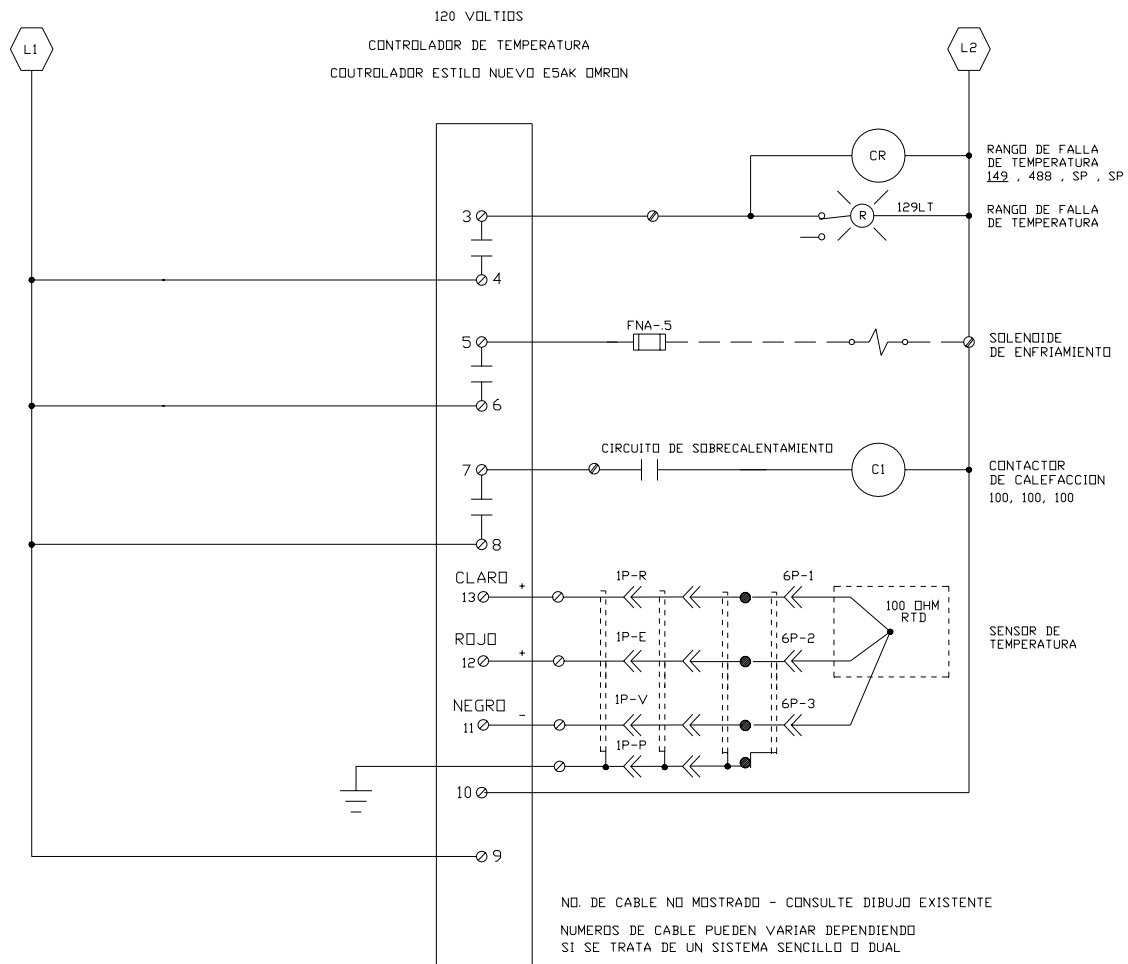 120 VOLTIOS
CONTROLADOR DE TEMPERATURA
COUTROLADOR ESTILO NUEVO E5AK OMRON
L1
L2
CR
RANGO DE FALLA
DE TEMPERATURA
149 , 488 , SP , SP
3
R
129LT
RANGO DE FALLA
DE TEMPERATURA
4
5
FNA-.5
SOLENOIDE
DE ENFRIAMIENTO
6
CIRCUITO DE SOBRECALENTAMIENTO
7
C1
CONTACTOR
DE CALEFACCION
100, 100, 100
8
CLARO
+
13
1P-R
6P-1
100 OHM
RTD
ROJO
+
12
1P-E
6P-2
SENSOR DE
TEMPERATURA
NEGRO
-
11
1P-V
6P-3
1P-P
10
9
NO. DE CABLE NO MOSTRADO - CONSULTE DIBUJO EXISTENTE
NUMEROS DE CABLE PUEDEN VARIAR DEPENDIENDO
SI SE TRATA DE UN SISTEMA SENCILLO O DUAL